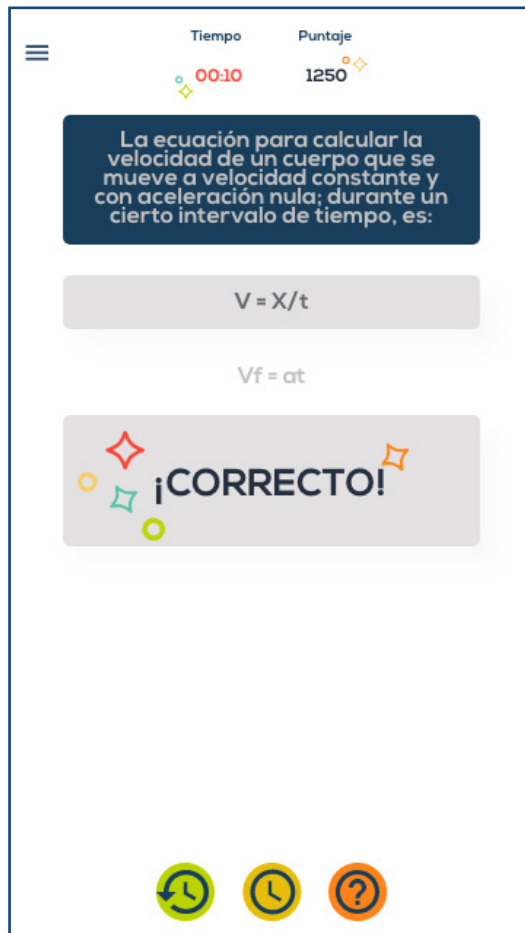 Tiempo
Puntaje
00:10
1250
La ecuación para calcular la
velocidad de un cuerpo que se
mueve a velocidad constante y
con aceleración nula; durante un
cierto intervalo de tiempo, es:
V = X/t
Vf = at
¡CORRECTO!
?